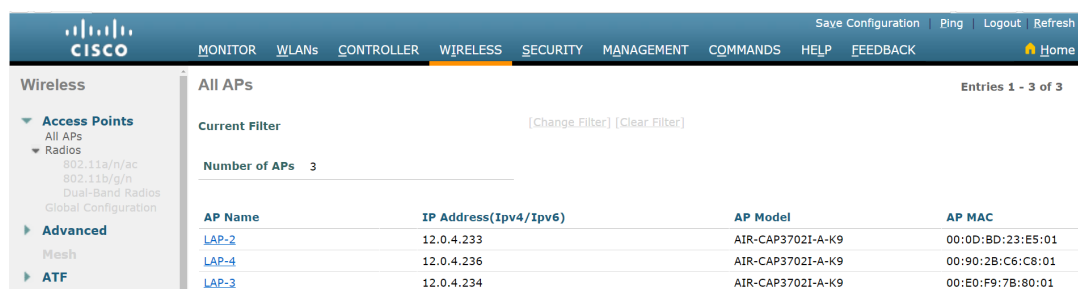 Save Configuration | Ping | Logout | Refresh
CISCO MONITOR WLANs CONTROLLER WIRELESS SECURITY MANAGEMENT COMMANDS HELP FEEDBACK Home
Wireless
Access Points
All APs
Radios
802.11a/n/ac
802.11b/g/n
Dual-Band Radios
Global Configuration
Advanced
Mesh
ATF
All APs Entries 1 - 3 of 3
Current Filter [Change Filter] [Clear Filter]
Number of APs 3
AP Name IP Address(Ipv4/Ipv6) AP Model AP MAC
LAP-2 12.0.4.233 AIR-CAP3702I-A-K9 00:0D:BD:23:E5:01
LAP-4 12.0.4.236 AIR-CAP3702I-A-K9 00:90:2B:C6:C8:01
LAP-3 12.0.4.234 AIR-CAP3702I-A-K9 00:E0:F9:7B:80:01